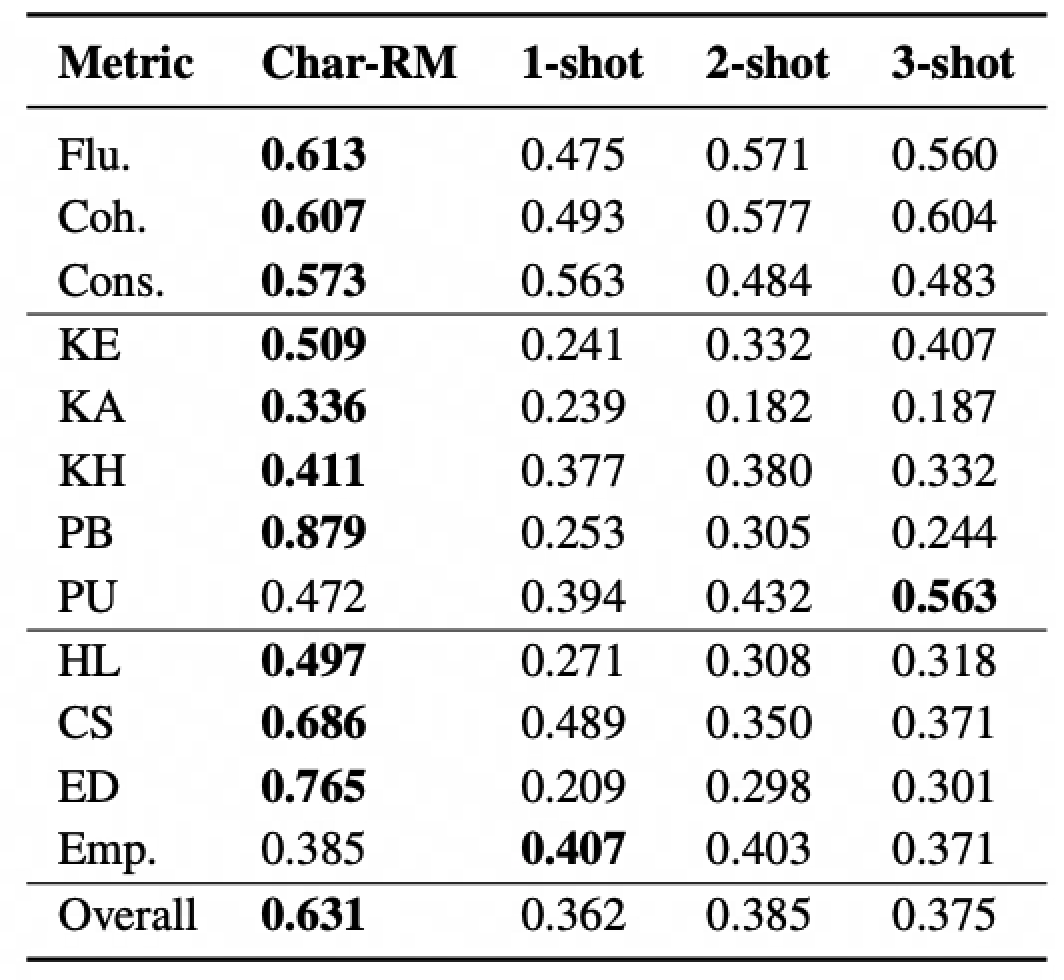 Metric Char-RM 1-shot 2-shot 3-shot
Flu. 0.613 0.475 0.571 0.560
Coh. 0.607 0.493 0.577 0.604
Cons. 0.573 0.563 0.484 0.483
KE 0.509 0.241 0.332 0.407
KA 0.336 0.239 0.182 0.187
KH 0.411 0.377 0.380 0.332
PB 0.879 0.253 0.305 0.244
PU 0.472 0.394 0.432 0.563
HL 0.497 0.271 0.308 0.318
CS 0.686 0.489 0.350 0.371
ED 0.765 0.209 0.298 0.301
Emp. 0.385 0.407 0.403 0.371
Overall 0.631 0.362 0.385 0.375